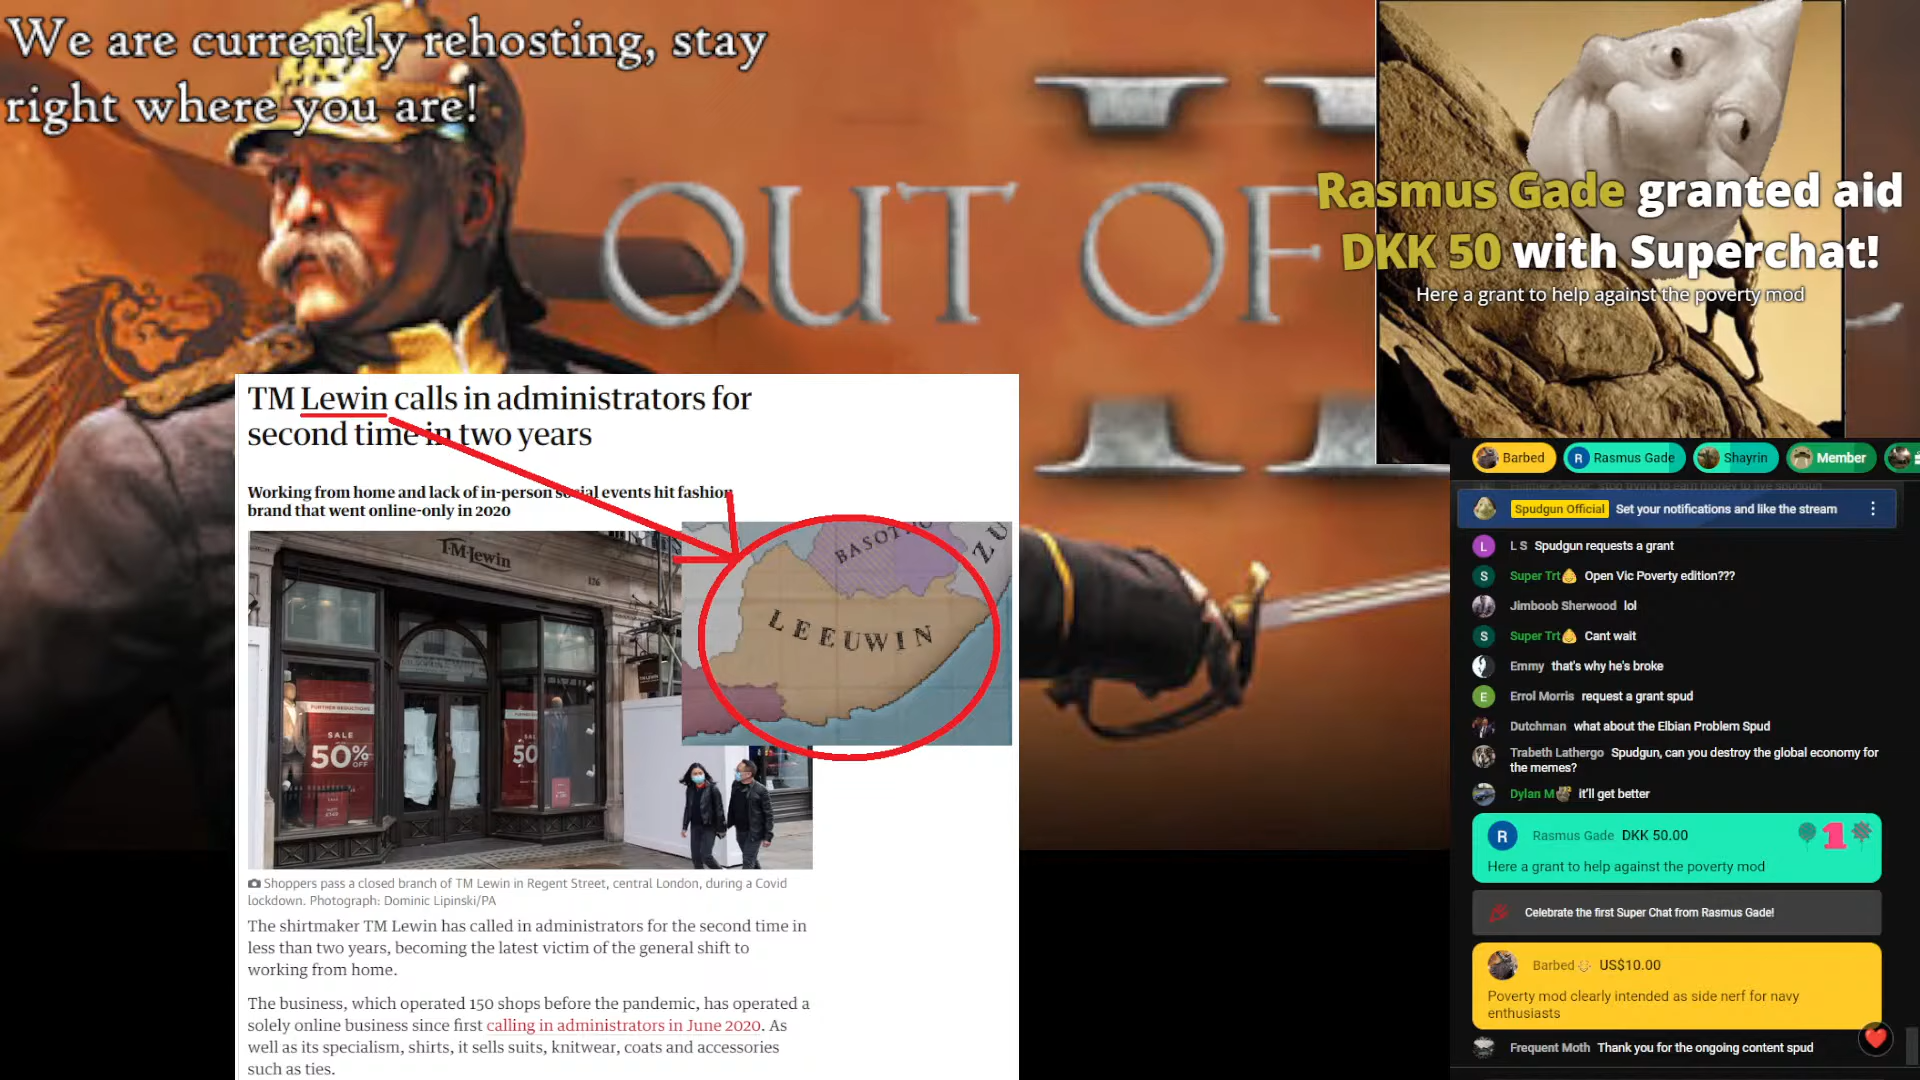 We are currently rehosting, stay
right where you are!
OUT OF
II
Rasmus Gade granted aid
DKK 50 with Superchat!
Here a grant to help against the poverty mod
TM Lewin calls in administrators for
second time in two years
Working from home and lack of in-person social events hit fashion
brand that went online-only in 2020
T·M·Lewin
126
FURTHER REDUCTIONS
SALE
50%
OFF
50
BASOT
ZU
LEEUWIN
Shoppers pass a closed branch of TM Lewin in Regent Street, central London, during a Covid
lockdown. Photograph: Dominic Lipinski/PA
The shirtmaker TM Lewin has called in administrators for the second time in
less than two years, becoming the latest victim of the general shift to
working from home.
The business, which operated 150 shops before the pandemic, has operated a
solely online business since first calling in administrators in June 2020. As
well as its specialism, shirts, it sells suits, knitwear, coats and accessories
such as ties.
Barbed
R Rasmus Gade
Shayrin
Member
Spudgun Official Set your notifications and like the stream
L L S Spudgun requests a grant
S Super Trt Open Vic Poverty edition???
Jimboob Sherwood lol
S Super Trt Cant wait
Emmy that's why he's broke
E Errol Morris request a grant spud
Dutchman what about the Elbian Problem Spud
Trabeth Lathergo Spudgun, can you destroy the global economy for
the memes?
Dylan M it'll get better
R Rasmus Gade DKK 50.00
1
Here a grant to help against the poverty mod
Celebrate the first Super Chat from Rasmus Gade!
Barbed US$10.00
Poverty mod clearly intended as side nerf for navy
enthusiasts
Frequent Moth Thank you for the ongoing content spud